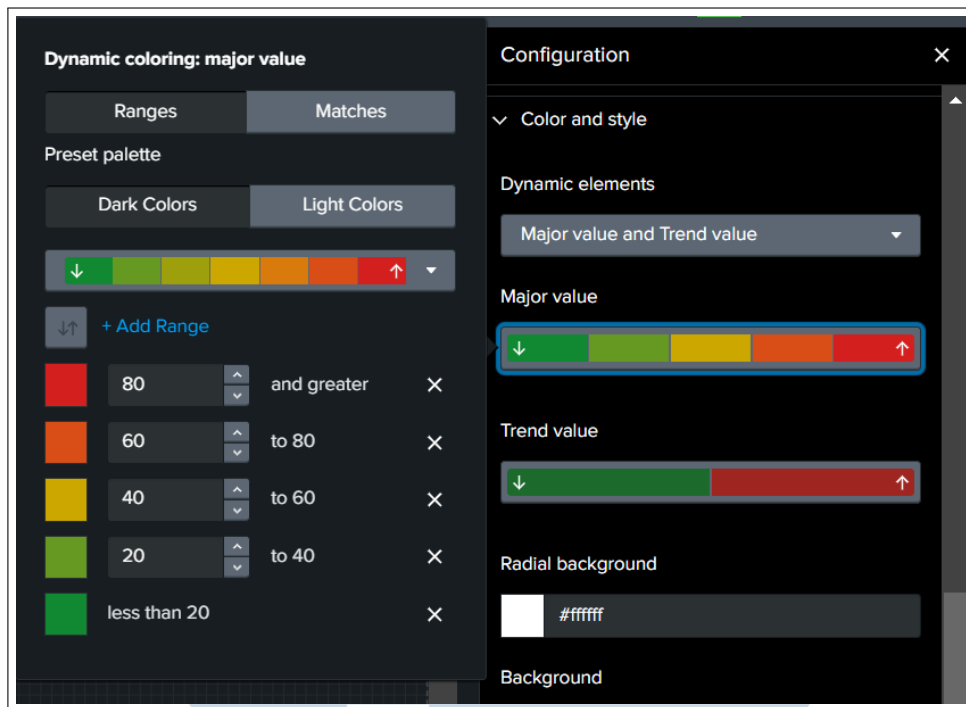 Dynamic coloring: major value
Ranges Matches
Preset palette
Dark Colors Light Colors
+ Add Range
80 and greater
60 to 80
40 to 60
20 to 40
less than 20
Configuration
Color and style
Dynamic elements
Major value and Trend value
Major value
Trend value
Radial background
#ffffff
Background